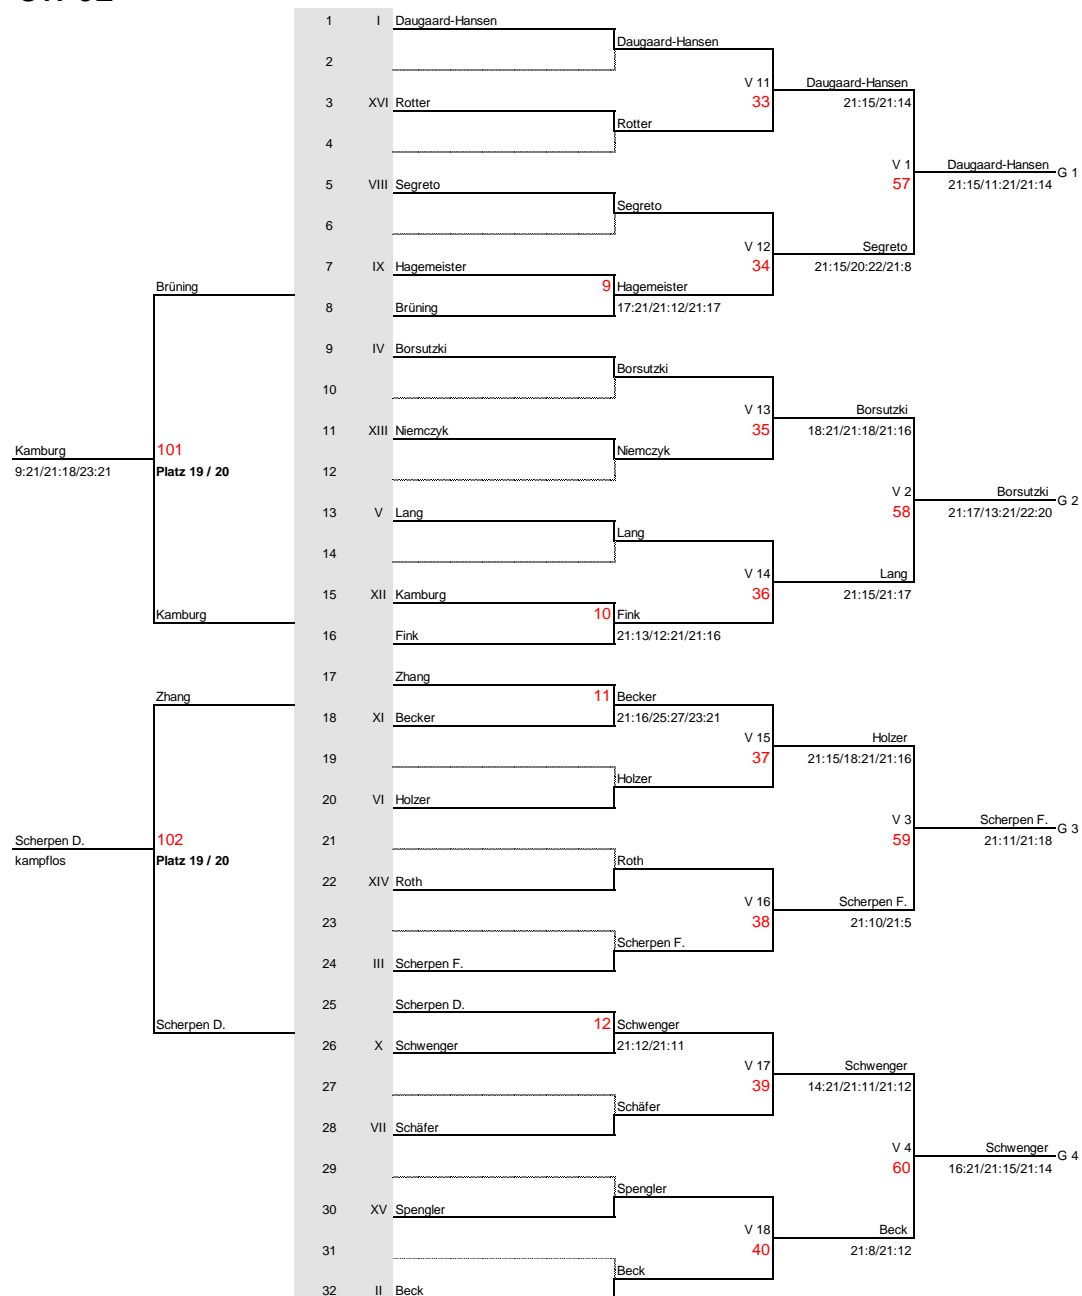 1 I Daugaard-Hansen
Daugaard-Hansen
2
V 11 Daugaard-Hansen
3 XVI Rotter 33 21:15/21:14
Rotter
4
V 1 Daugaard-Hansen G 1
5 VIII Segreto 57 21:15/11:21/21:14
Segreto
6
V 12 Segreto
7 IX Hagemeister 34 21:15/20:22/21:8
Brüning 9 Hagemeister
8 Brüning 17:21/21:12/21:17
9 IV Borsutzki
Borsutzki
10
V 13 Borsutzki
11 XIII Niemczyk 35 18:21/21:18/21:16
Kamburg 101 Niemczyk
9:21/21:18/23:21 Platz 19 / 20 12
V 2 Borsutzki G 2
13 V Lang 58 21:17/13:21/22:20
Lang
14
V 14 Lang
15 XII Kamburg 36 21:15/21:17
Kamburg 10 Fink
16 Fink 21:13/12:21/21:16
17 Zhang
Zhang 11 Becker
18 XI Becker 21:16/25:27/23:21
V 15 Holzer
19 37 21:15/18:21/21:16
Holzer
20 VI Holzer
V 3 Scherpen F. G 3
Scherpen D. 102 21 59 21:11/21:18
kampflos Platz 19 / 20 Roth
22 XIV Roth
V 16 Scherpen F.
23 38 21:10/21:5
Scherpen F.
24 III Scherpen F.
25 Scherpen D.
Scherpen D. 12 Schwenger
26 X Schwenger 21:12/21:11
V 17 Schwenger
27 39 14:21/21:11/21:12
Schäfer
28 VII Schäfer
V 4 Schwenger G 4
29 60 16:21/21:15/21:14
Spengler
30 XV Spengler
V 18 Beck
31 40 21:8/21:12
Beck
32 II Beck